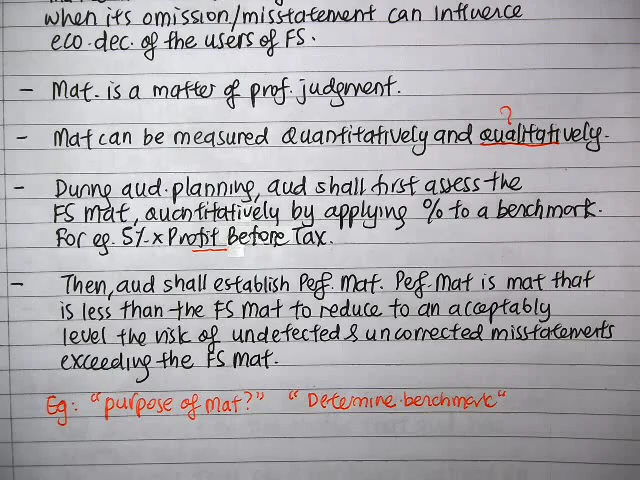 when its omission/misstatement can influence
eco. dec. of the users of FS.
- Mat. is a matter of prof. judgment.
?
- Mat can be measured Quantitatively and qualitatively.
- During aud. planning, aud shall first assess the
FS mat, quantitatively by applying % to a benchmark.
For eg. 5% x Profit Before Tax.
- Then, aud shall establish Perf. Mat. Perf. Mat is mat that
is less than the FS mat to reduce to an acceptably
level the risk of undetected & uncorrected misstatements
exceeding the FS mat.
Eg: "purpose of mat?" "Determine benchmark"